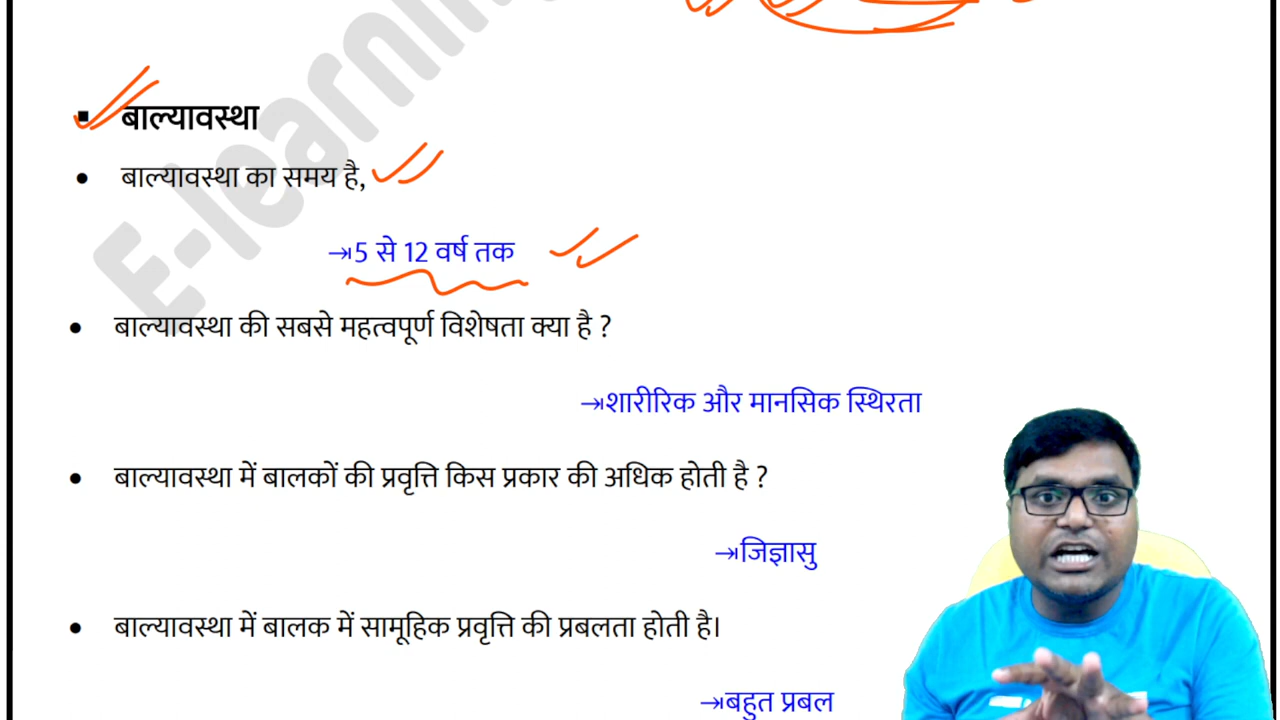 E-learnin
▪ बाल्यावस्था
• बाल्यावस्था का समय है,
⇥5 से 12 वर्ष तक
• बाल्यावस्था की सबसे महत्वपूर्ण विशेषता क्या है ?
⇥शारीरिक और मानसिक स्थिरता
• बाल्यावस्था में बालकों की प्रवृत्ति किस प्रकार की अधिक होती है ?
⇥जिज्ञासु
• बाल्यावस्था में बालक में सामूहिक प्रवृत्ति की प्रबलता होती है।
⇥बहुत प्रबल